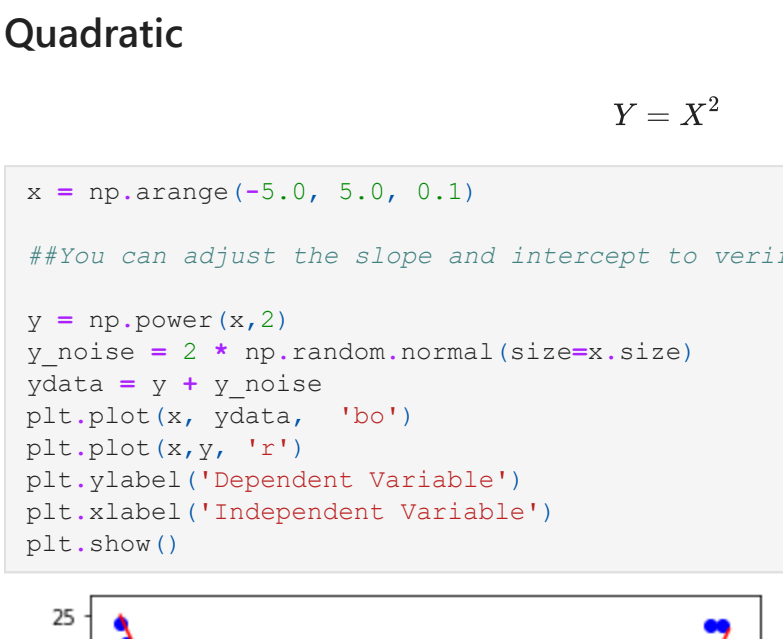 Quadratic
Y = X²
x = np.arange(-5.0, 5.0, 0.1)
##You can adjust the slope and intercept to
y = np.power(x,2)
y_noise = 2 * np.random.normal(size=x.size)
ydata = y + y_noise
plt.plot(x, ydata,  'bo')
plt.plot(x,y, 'r')
plt.ylabel('Dependent Variable')
plt.xlabel('Independent Variable')
plt.show()
25